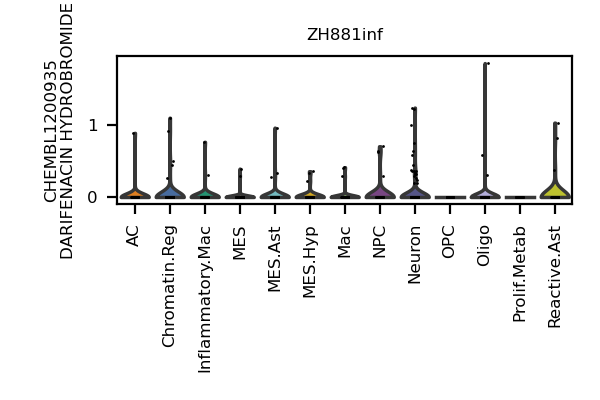 ZH881inf
CHEMBL1200935
DARIFENACIN HYDROBROMIDE
1
0
AC
Chromatin.Reg
Inflammatory.Mac
MES
MES.Ast
MES.Hyp
Mac
NPC
Neuron
OPC
Oligo
Prolif.Metab
Reactive.Ast